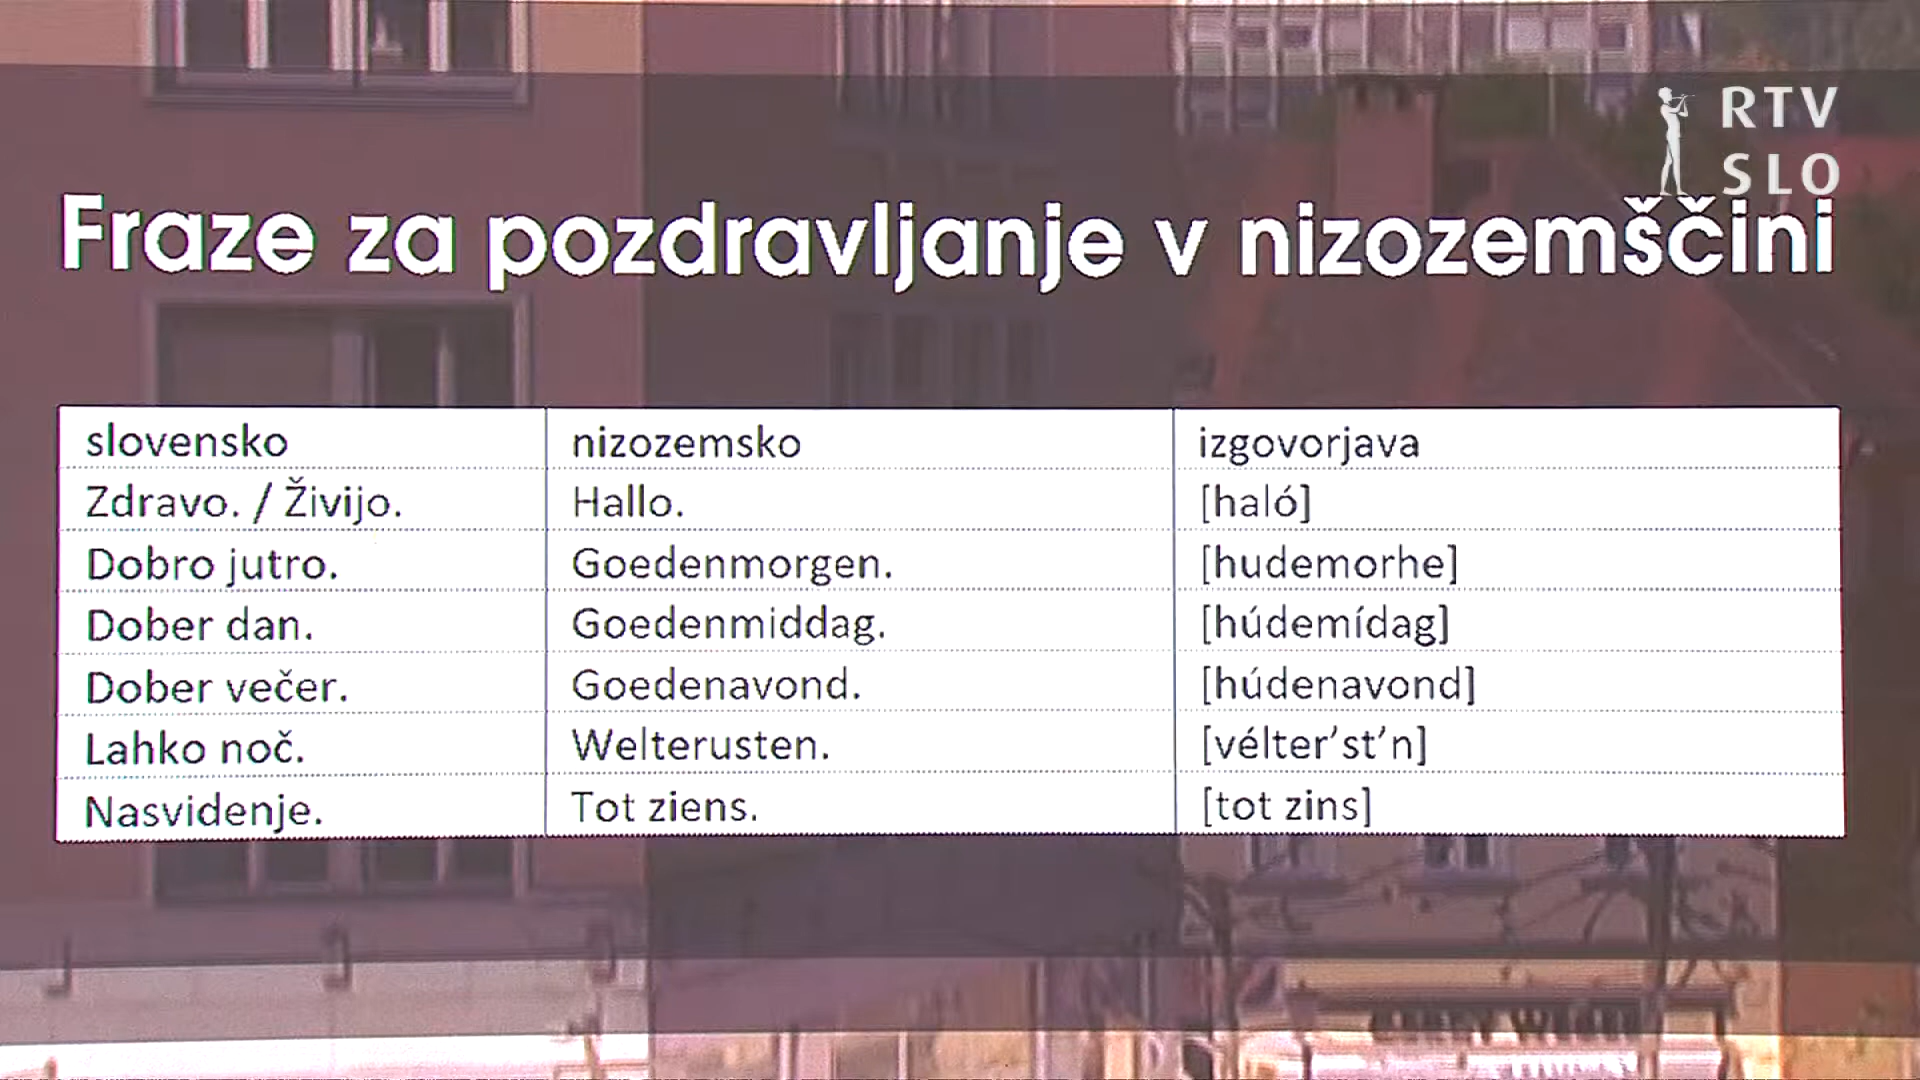 RTV
SLO
Fraze za pozdravljanje v nizozemščini
slovensko nizozemsko izgovorjava
Zdravo. / Živijo. Hallo. [haló]
Dobro jutro. Goedenmorgen. [hudemorhe]
Dober dan. Goedenmiddag. [húdemídag]
Dober večer. Goedenavond. [húdenavond]
Lahko noč. Welterusten. [vélter’st’n]
Nasvidenje. Tot ziens. [tot zins]